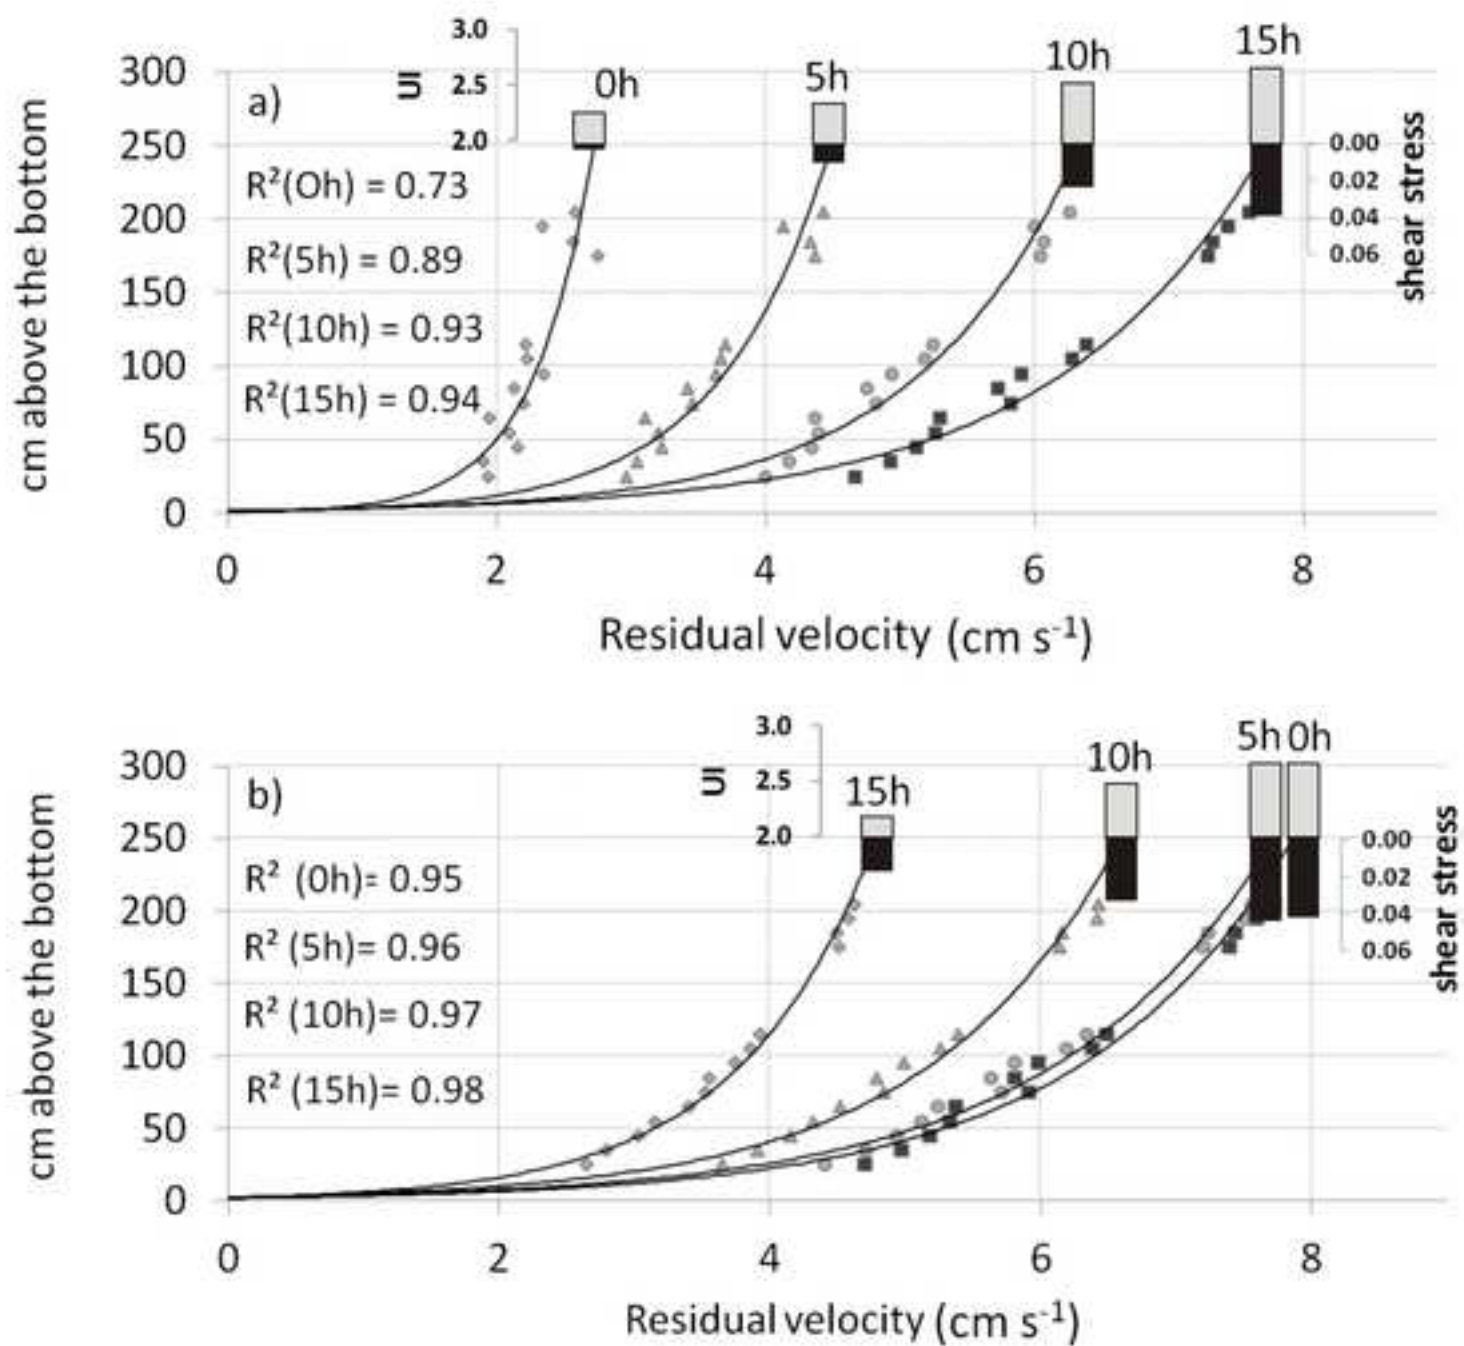 3.0
15h
10h
300
a)
UI
2.5
0h
5h
2.0
0.00
250
R²(Oh) = 0.73
0.02
200
0.04
R²(5h) = 0.89
0.06
shear stress
150
R²(10h) = 0.93
100
R²(15h) = 0.94
50
0
cm above the bottom
0 2 4 6 8
Residual velocity (cm s⁻¹)
3.0
5h 0h
10h
300
b)
UI
2.5
15h
2.0
0.00
250
R² (0h)= 0.95
0.02
200
0.04
R² (5h)= 0.96
0.06
shear stress
150
R² (10h)= 0.97
100
R² (15h)= 0.98
50
0
cm above the bottom
0 2 4 6 8
Residual velocity (cm s⁻¹)